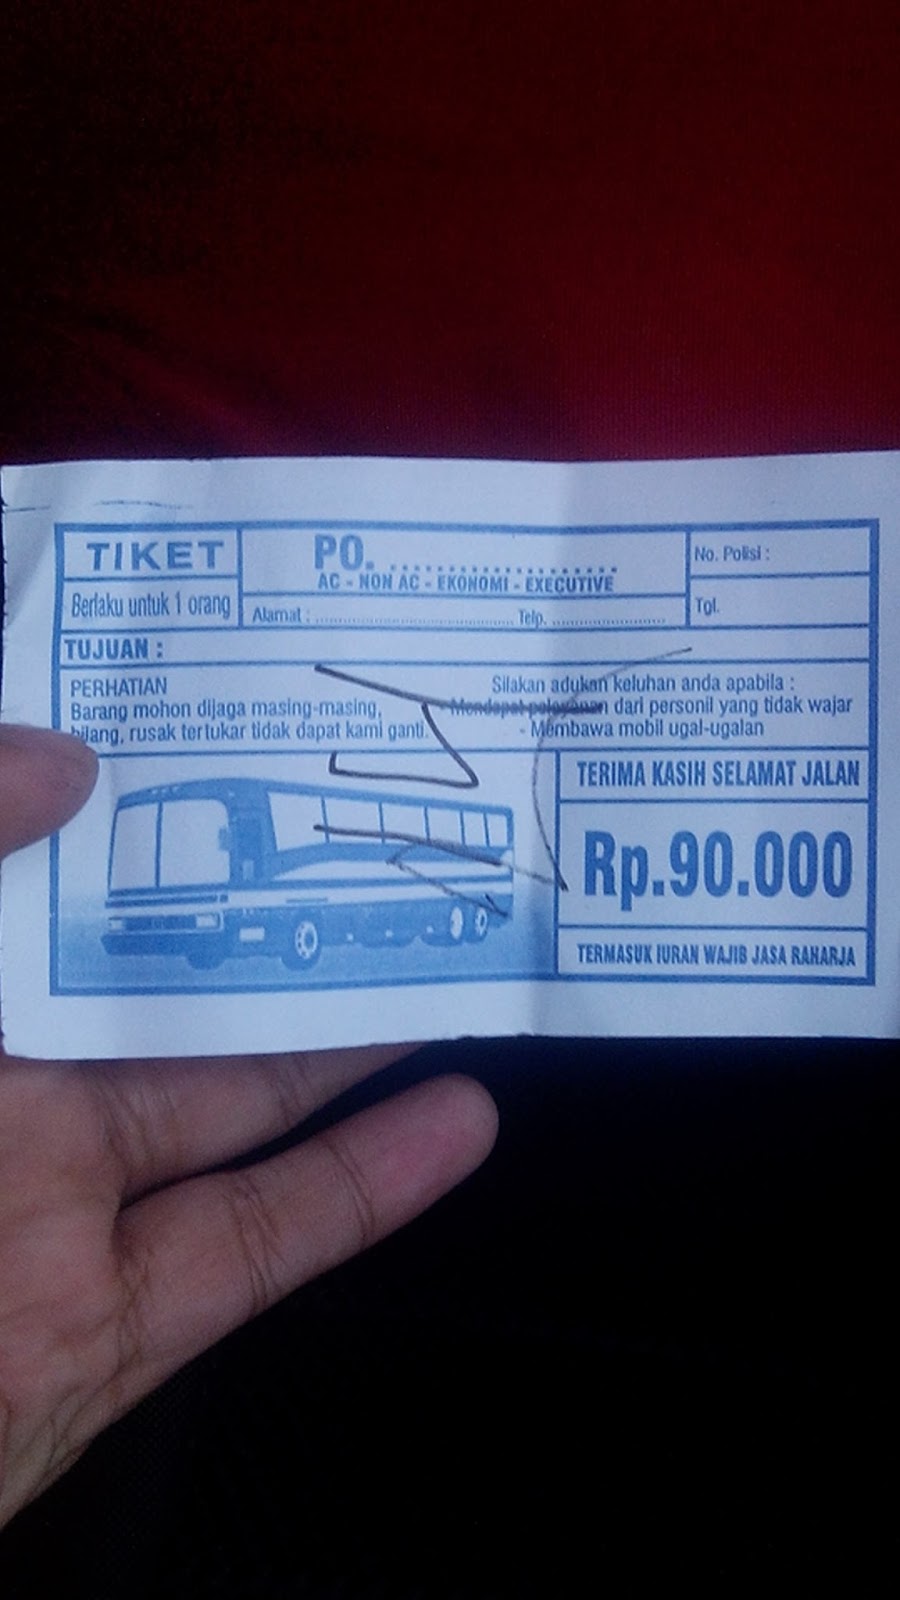 TIKET
Berlaku untuk 1 orang
PO. ....................
AC - NON AC - EKONOMI - EXECUTIVE
Alamat : ........................................ Telp. ........................
No. Polisi :
Tgl.
TUJUAN :
PERHATIAN
Barang mohon dijaga masing-masing,
hilang, rusak tertukar tidak dapat kami ganti.
Silakan adukan keluhan anda apabila :
- Mendapat pelayanan dari personil yang tidak wajar
- Membawa mobil ugal-ugalan
TERIMA KASIH SELAMAT JALAN
Rp.90.000
TERMASUK IURAN WAJIB JASA RAHARJA